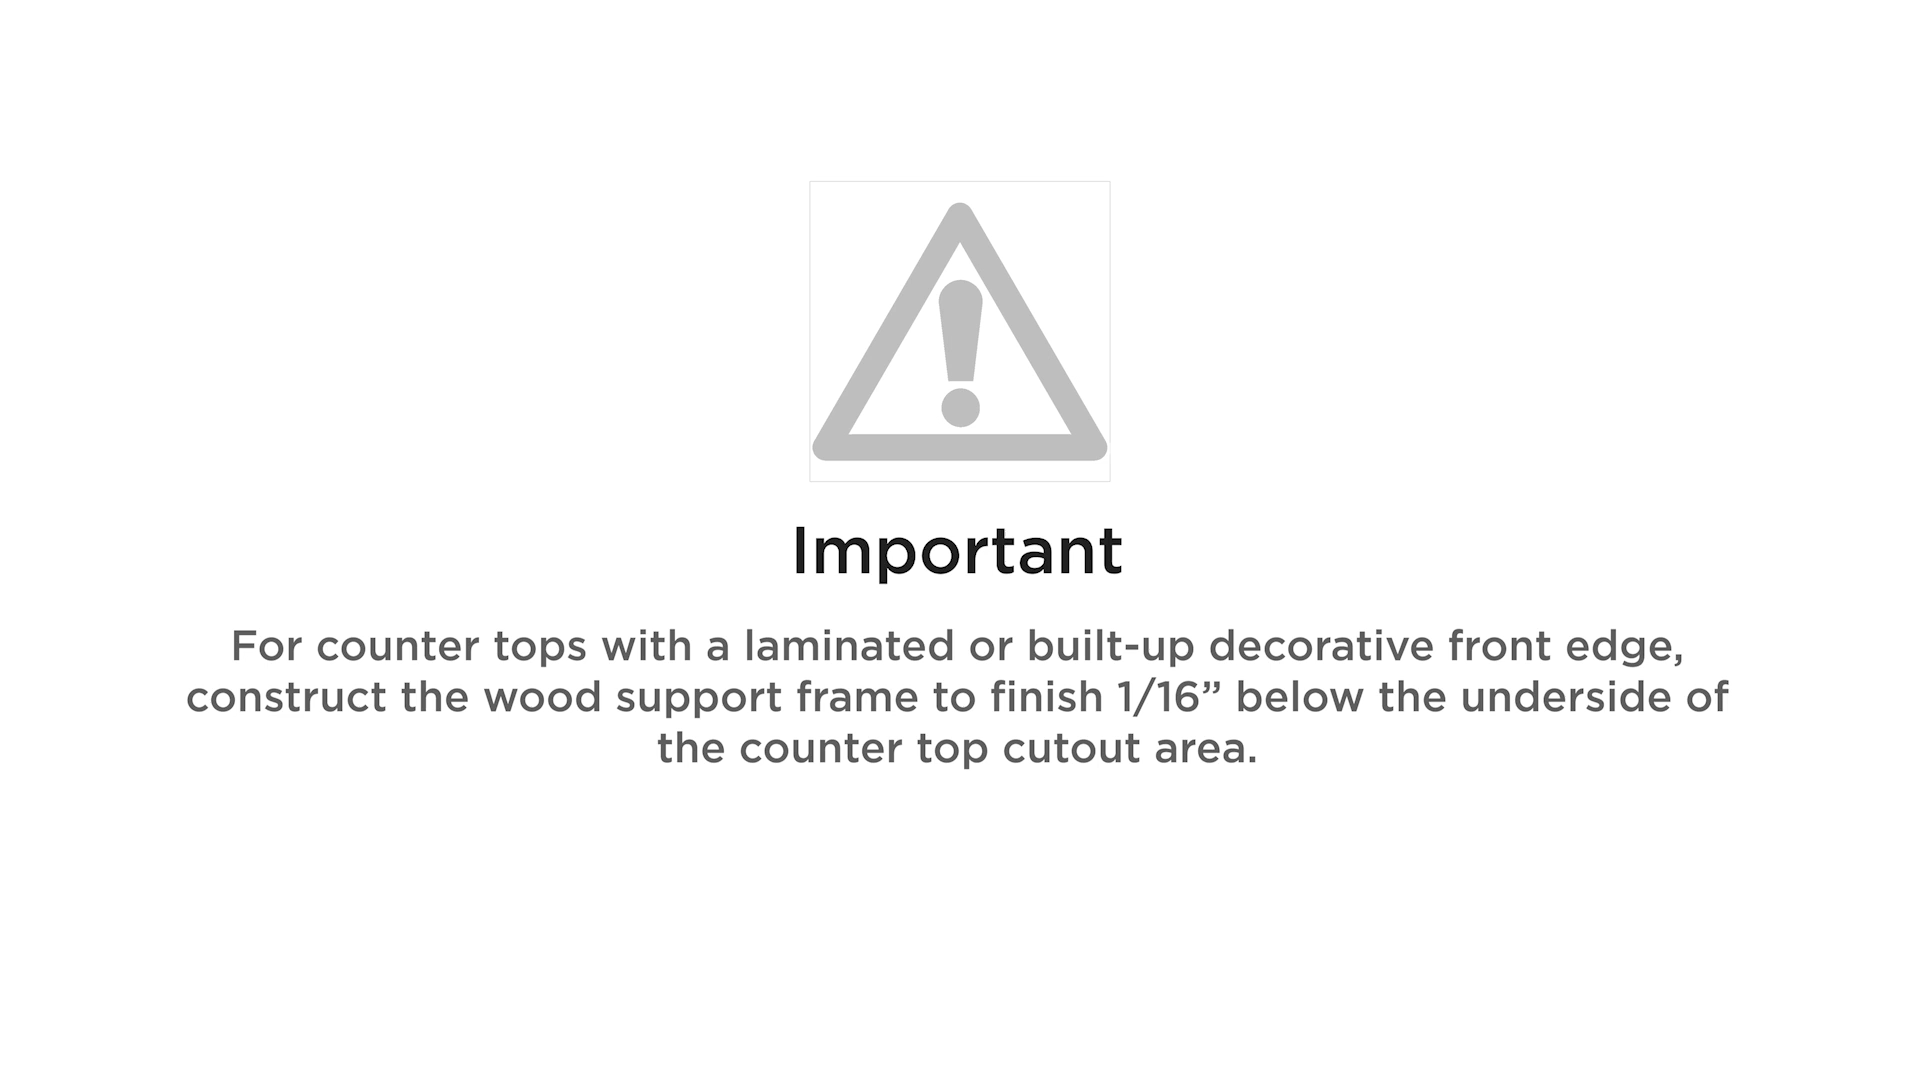 Important
For counter tops with a laminated or built-up decorative front edge,
construct the wood support frame to finish 1/16” below the underside of
the counter top cutout area.